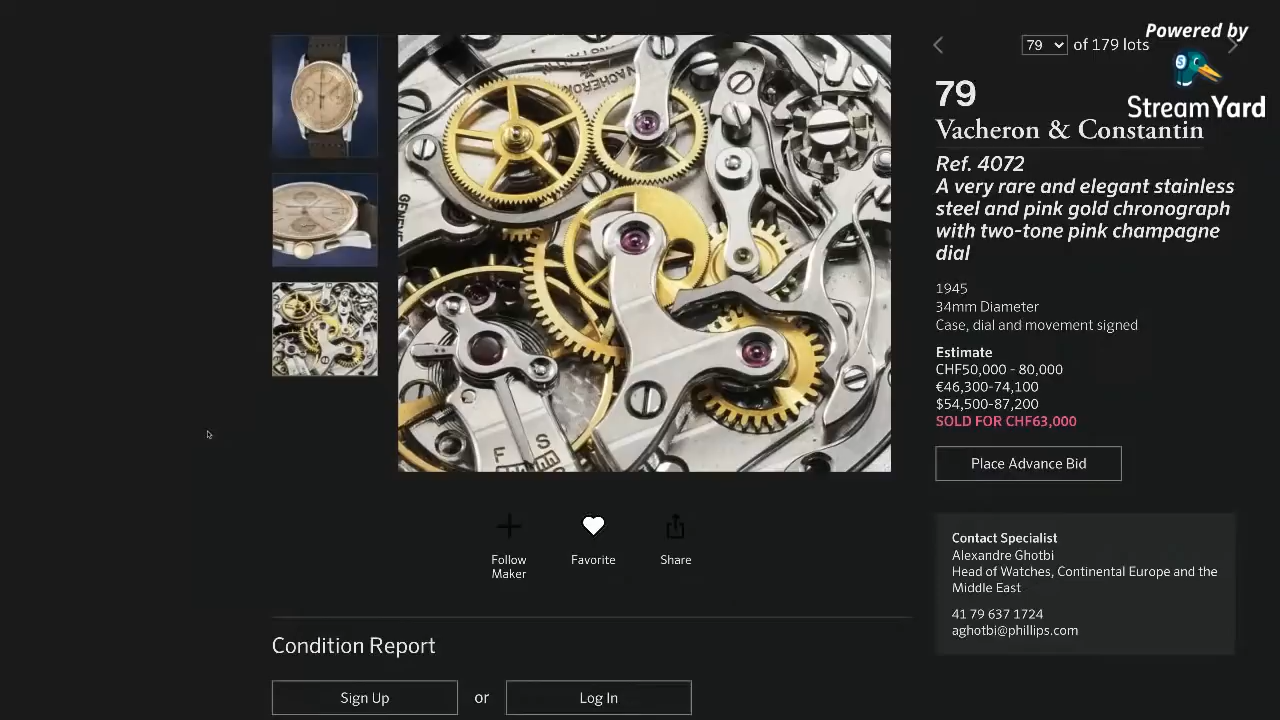 79 of 179 lots
Powered by
StreamYard
79
Vacheron & Constantin
Ref. 4072
A very rare and elegant stainless
steel and pink gold chronograph
with two-tone pink champagne
dial
1945
34mm Diameter
Case, dial and movement signed
Estimate
CHF50,000 - 80,000
€46,300-74,100
$54,500-87,200
SOLD FOR CHF63,000
Place Advance Bid
Contact Specialist
Alexandre Ghotbi
Head of Watches, Continental Europe and the
Middle East
41 79 637 1724
aghotbi@phillips.com
VACHERON
GENEVE
F S
Follow
Maker
Favorite
Share
Condition Report
Sign Up or Log In